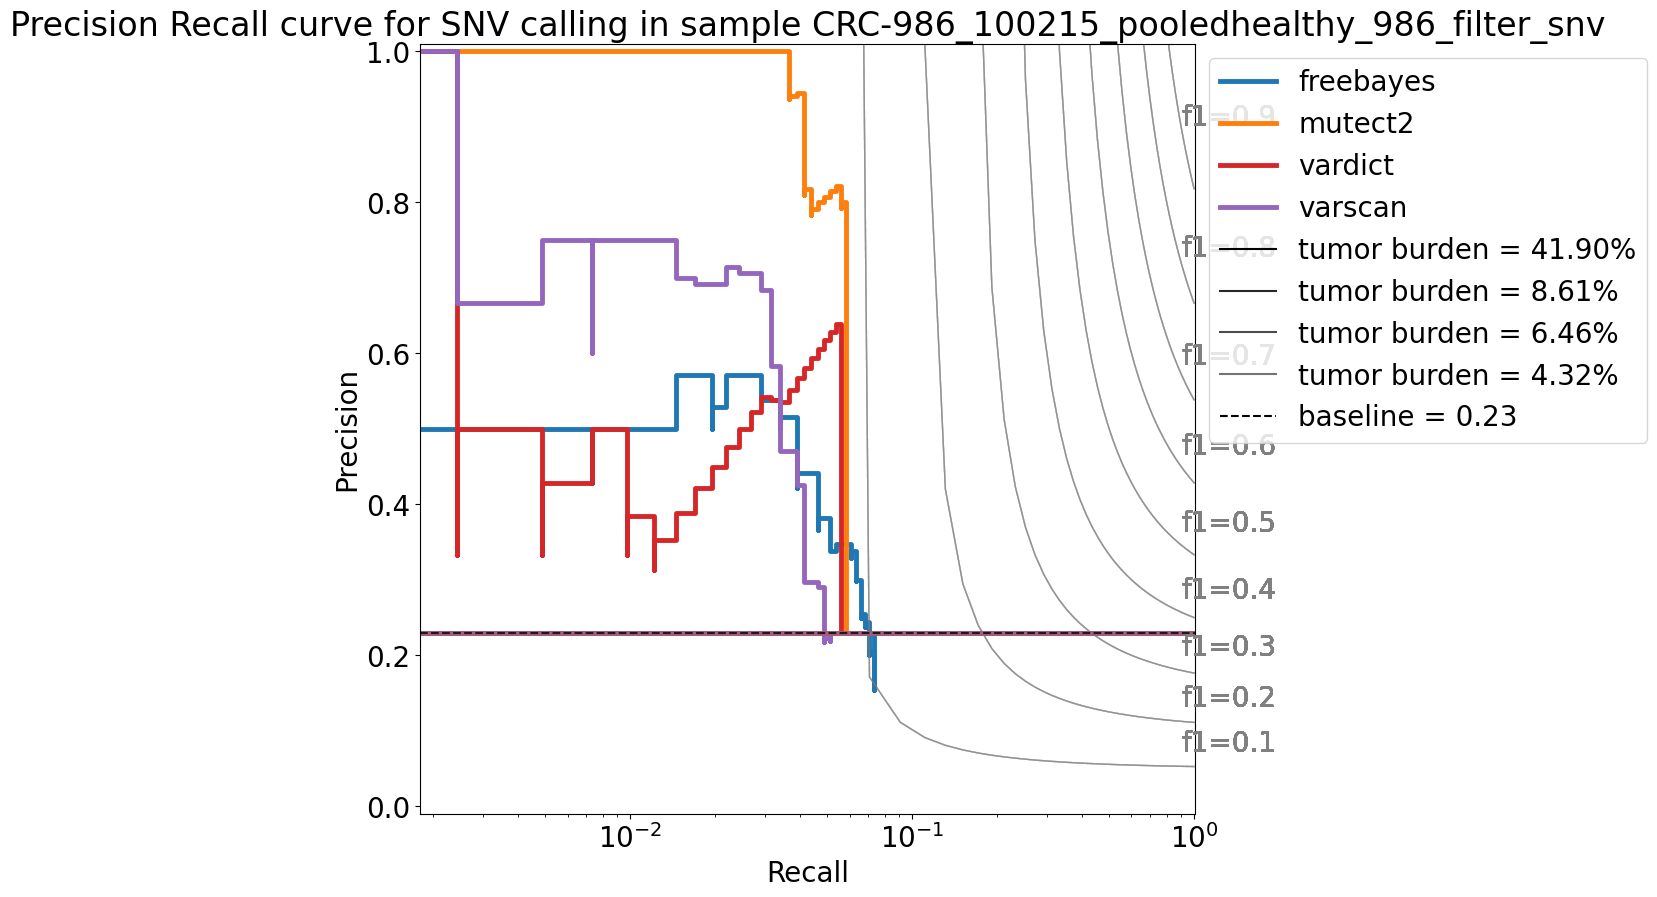 Precision Recall curve for SNV calling in sample CRC-986_100215_pooledhealthy_986_filter_snv
1.0
0.8
0.6
0.4
0.2
0.0
Precision
10⁻²
10⁻¹
10⁰
Recall
f1=0.9
f1=0.8
f1=0.7
f1=0.6
f1=0.5
f1=0.4
f1=0.3
f1=0.2
f1=0.1
freebayes
mutect2
vardict
varscan
tumor burden = 41.90%
tumor burden = 8.61%
tumor burden = 6.46%
tumor burden = 4.32%
baseline = 0.23